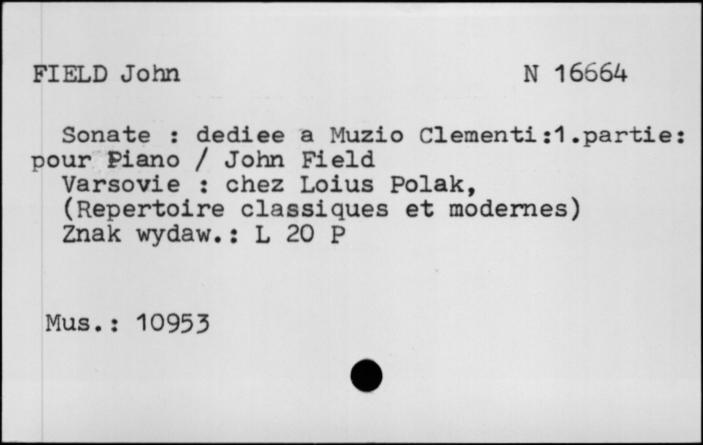 FIELD John N 16664
Sonate : dediee a Muzio Clementi:1.partie:
pour Piano / John Field
Varsovie : chez Loius Polak,
(Repertoire classiques et modernes)
Znak wydaw.: L 20 P
Mus.: 10953